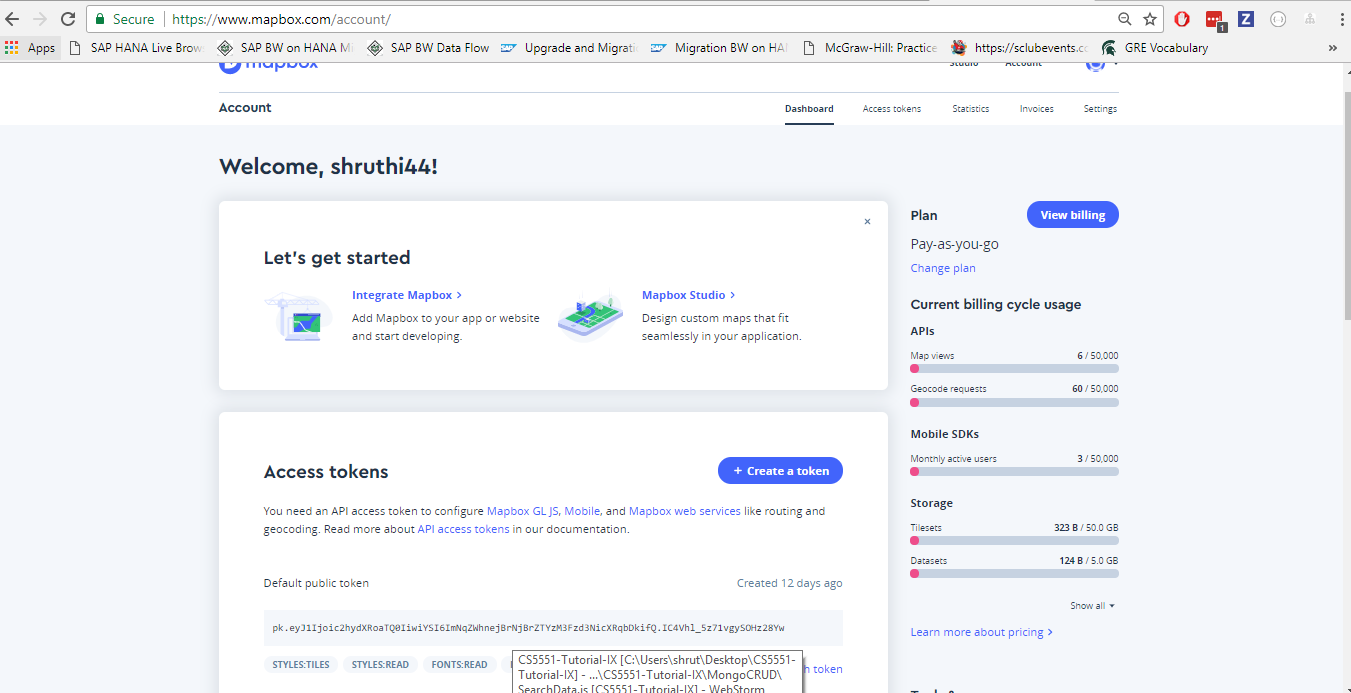 Secure https://www.mapbox.com/account/
1
Apps SAP HANA Live Brow SAP BW on HANA Mi SAP BW Data Flow Upgrade and Migratio Migration BW on HAN McGraw-Hill: Practice https://sclubevents.co GRE Vocabulary »
mapbox Studio Account
Account Dashboard Access tokens Statistics Invoices Settings
Welcome, shruthi44!
Let's get started
Integrate Mapbox >
Add Mapbox to your app or website
and start developing.
Mapbox Studio >
Design custom maps that fit
seamlessly in your application.
Plan View billing
Pay-as-you-go
Change plan
Current billing cycle usage
APIs
Map views 6 / 50,000
Geocode requests 60 / 50,000
Mobile SDKs
Monthly active users 3 / 50,000
Storage
Tilesets 323 B / 50.0 GB
Datasets 124 B / 5.0 GB
Show all
Learn more about pricing >
Access tokens + Create a token
You need an API access token to configure Mapbox GL JS, Mobile, and Mapbox web services like routing and
geocoding. Read more about API access tokens in our documentation.
Default public token Created 12 days ago
pk.eyJ1Ijoic2hydXRoaTQ0IiwiYSI6ImNqZWhnejBrNjBrZTYzM3Fzd3NicXRqbDkifQ.IC4Vhl_5z71vgySOHz28Yw
STYLES:TILES STYLES:READ FONTS:READ
CS5551-Tutorial-IX [C:\Users\shrut\Desktop\CS5551-
Tutorial-IX] - ...\CS5551-Tutorial-IX\MongoCRUD\
SearchData.js [CS5551-Tutorial-IX] - WebStorm
h token